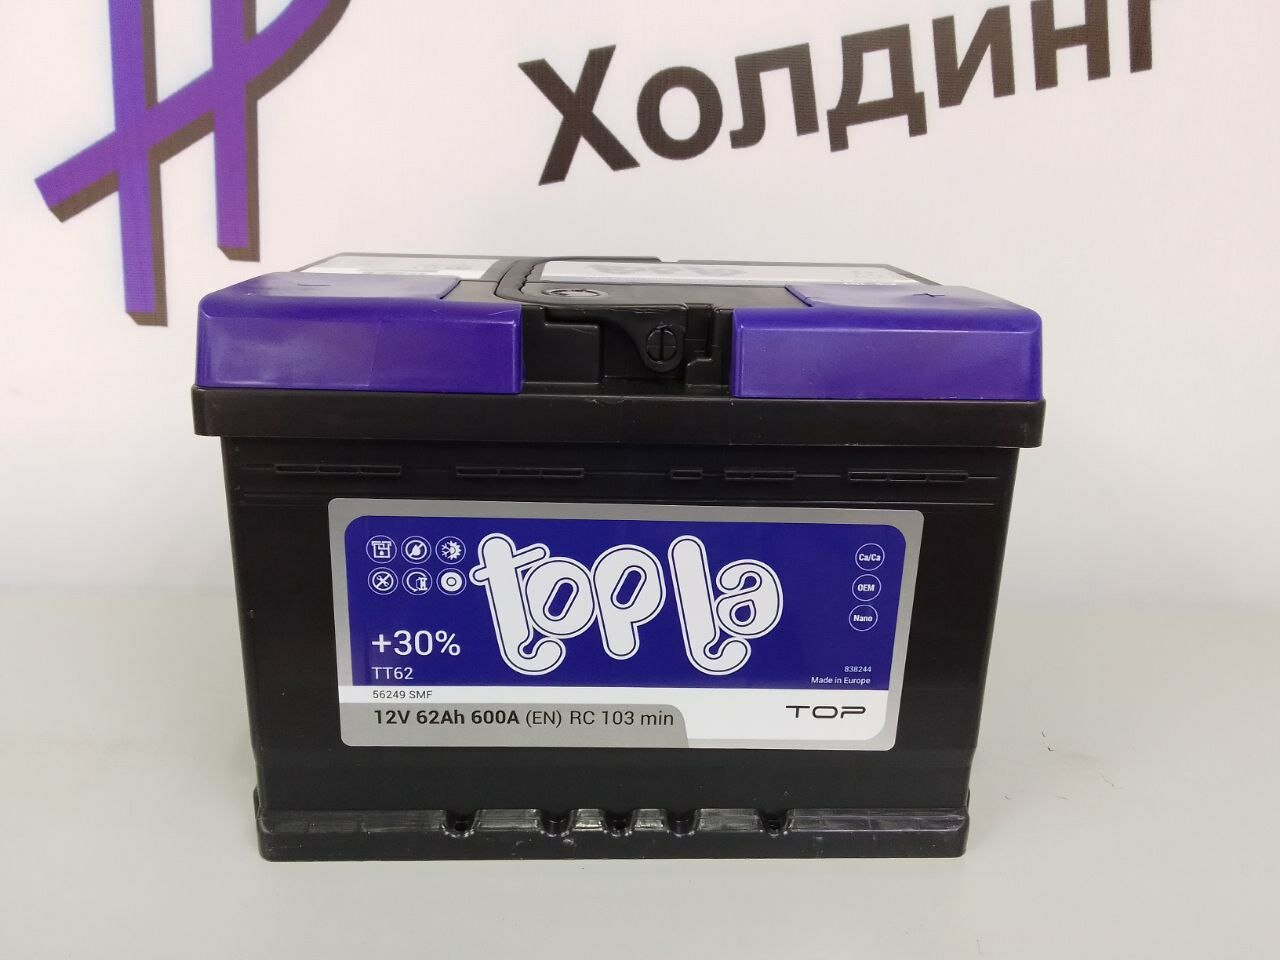 Холдинг
topla
Ca/Ca
OEM
Nano
+30%
TT62
838244
Made in Europe
56249 SMF
12V 62Ah 600A (EN) RC 103 min
TOP